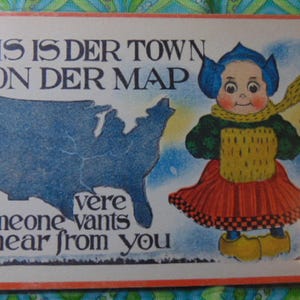 IS IS DER TOWN
ON DER MAP
vere
meone vants
hear from you